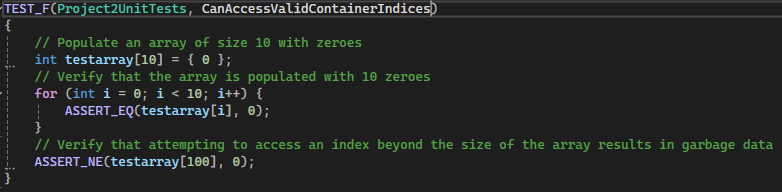 TEST_F(Project2UnitTests, CanAccessValidContainerIndices)
{
// Populate an array of size 10 with zeroes
int testarray[10] = { 0 };
// Verify that the array is populated with 10 zeroes
for (int i = 0; i < 10; i++) {
ASSERT_EQ(testarray[i], 0);
}
// Verify that attempting to access an index beyond the size of the array results in garbage data
ASSERT_NE(testarray[100], 0);
}